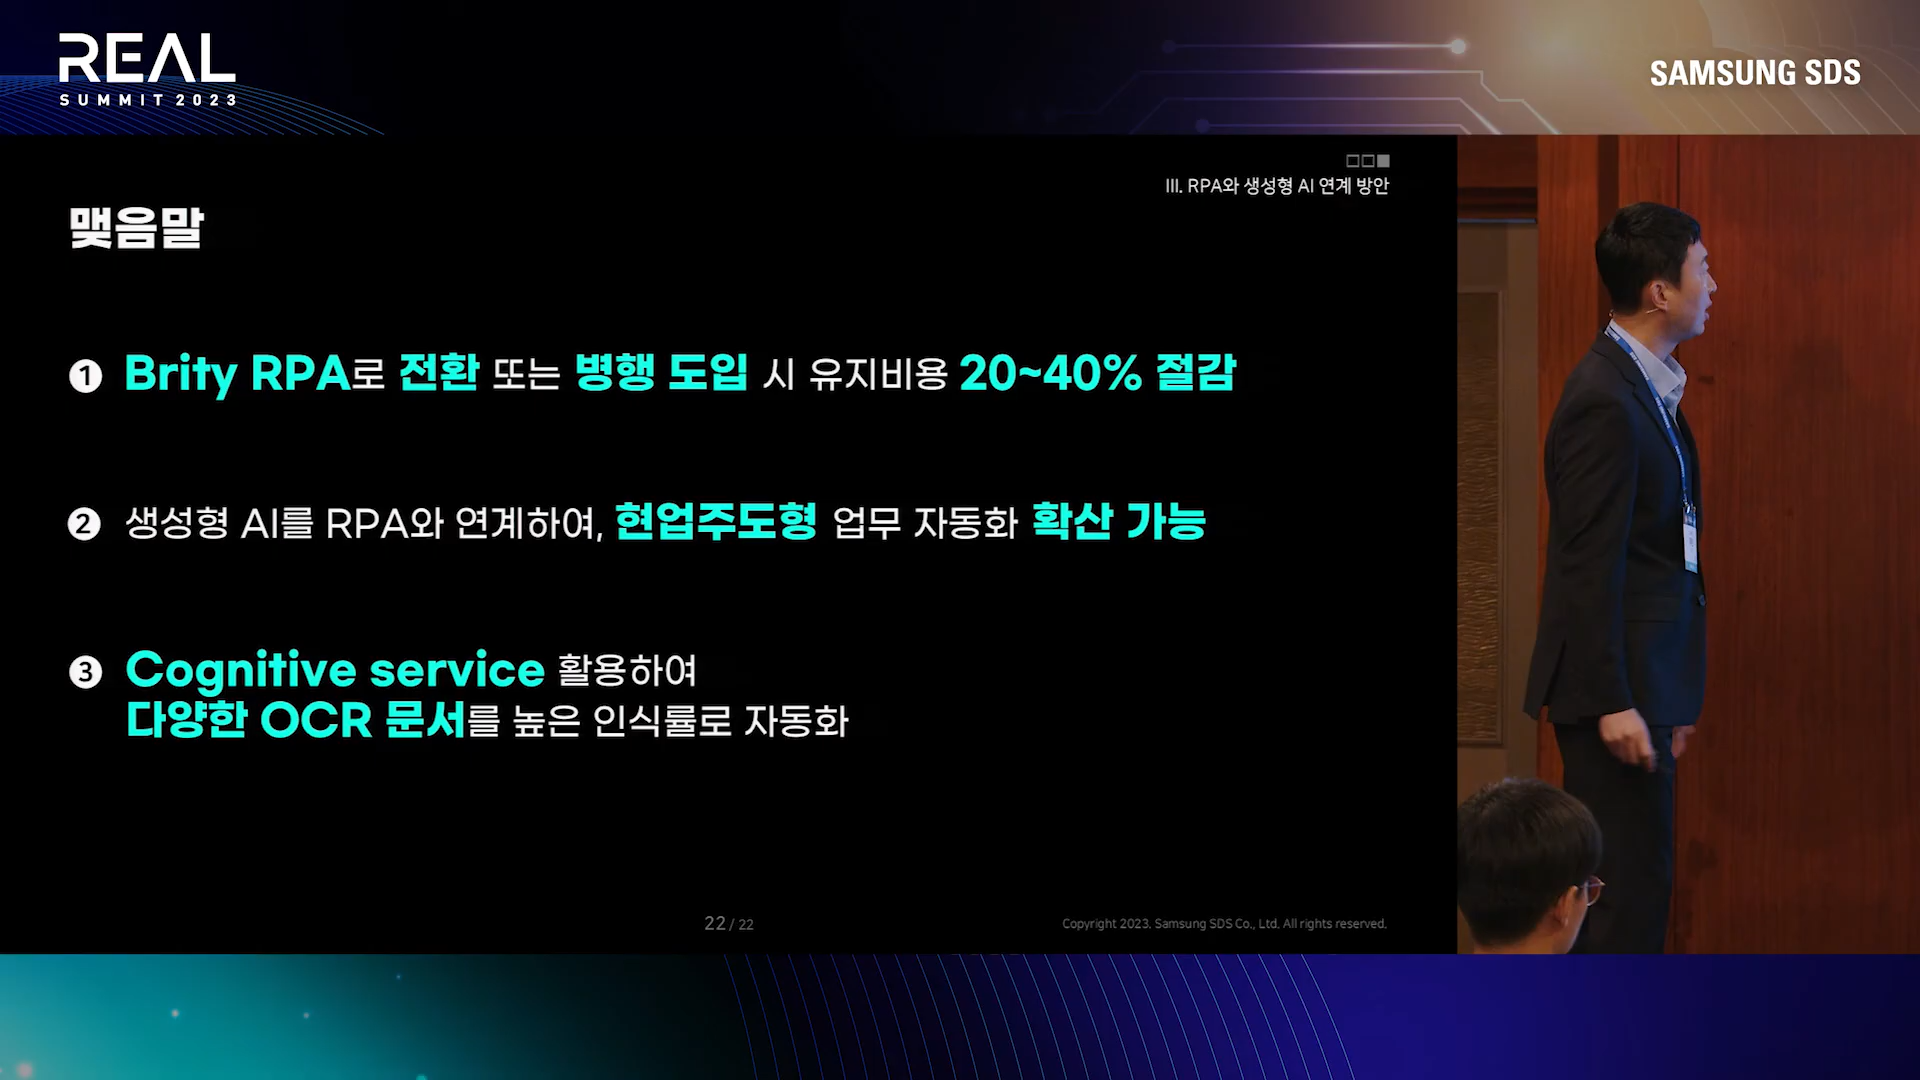 REAL
SUMMIT 2023
SAMSUNG SDS
III. RPA와 생성형 AI 연계 방안
맺음말
1 Brity RPA로 전환 또는 병행 도입 시 유지비용 20~40% 절감
2 생성형 AI를 RPA와 연계하여, 현업주도형 업무 자동화 확산 가능
3 Cognitive service 활용하여
다양한 OCR 문서를 높은 인식률로 자동화
22 / 22
Copyright 2023. Samsung SDS Co., Ltd. All rights reserved.